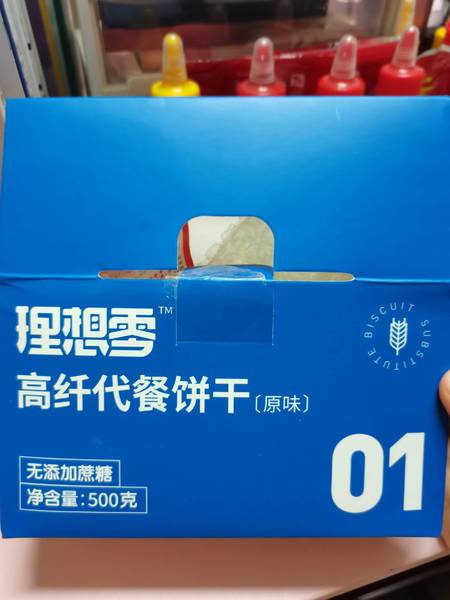 理想零™
BISCUIT SUBSTITUTE
高纤代餐饼干〔原味〕
无添加蔗糖
净含量:500克
01